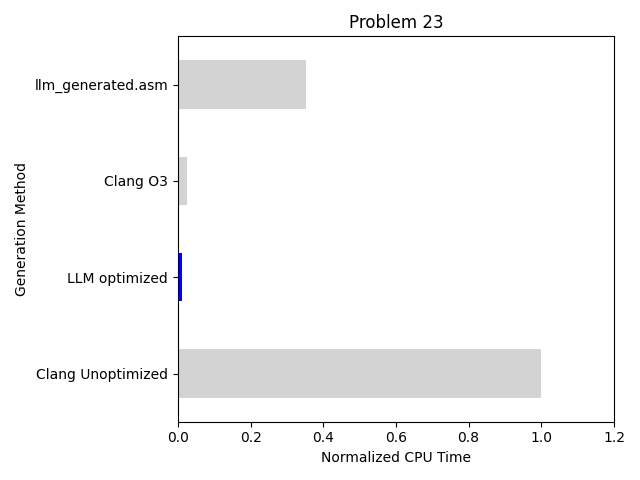 Problem 23
Generation Method
llm_generated.asm
Clang O3
LLM optimized
Clang Unoptimized
0.0 0.2 0.4 0.6 0.8 1.0 1.2
Normalized CPU Time